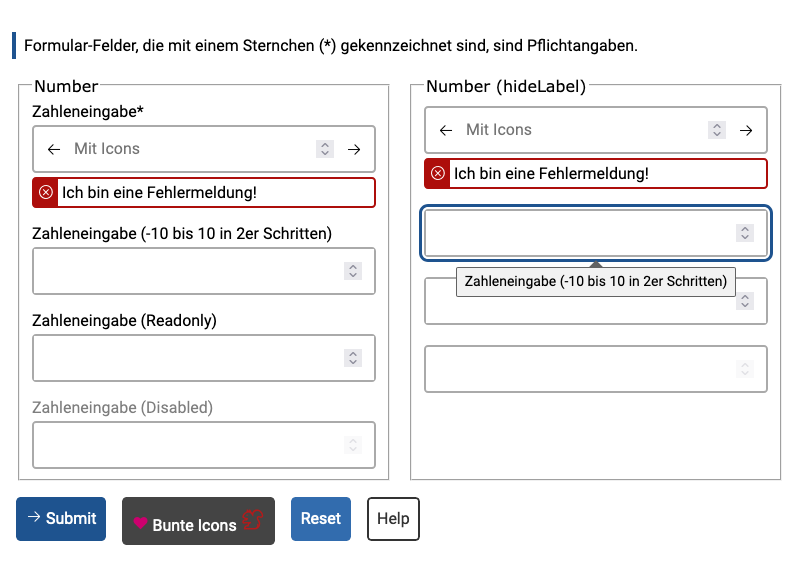 Formular-Felder, die mit einem Sternchen (*) gekennzeichnet sind, sind Pflichtangaben.
Number
Zahleneingabe*
Mit Icons
Ich bin eine Fehlermeldung!
Zahleneingabe (-10 bis 10 in 2er Schritten)
Zahleneingabe (Readonly)
Zahleneingabe (Disabled)
Number (hideLabel)
Mit Icons
Ich bin eine Fehlermeldung!
Zahleneingabe (-10 bis 10 in 2er Schritten)
Submit
Bunte Icons
Reset
Help